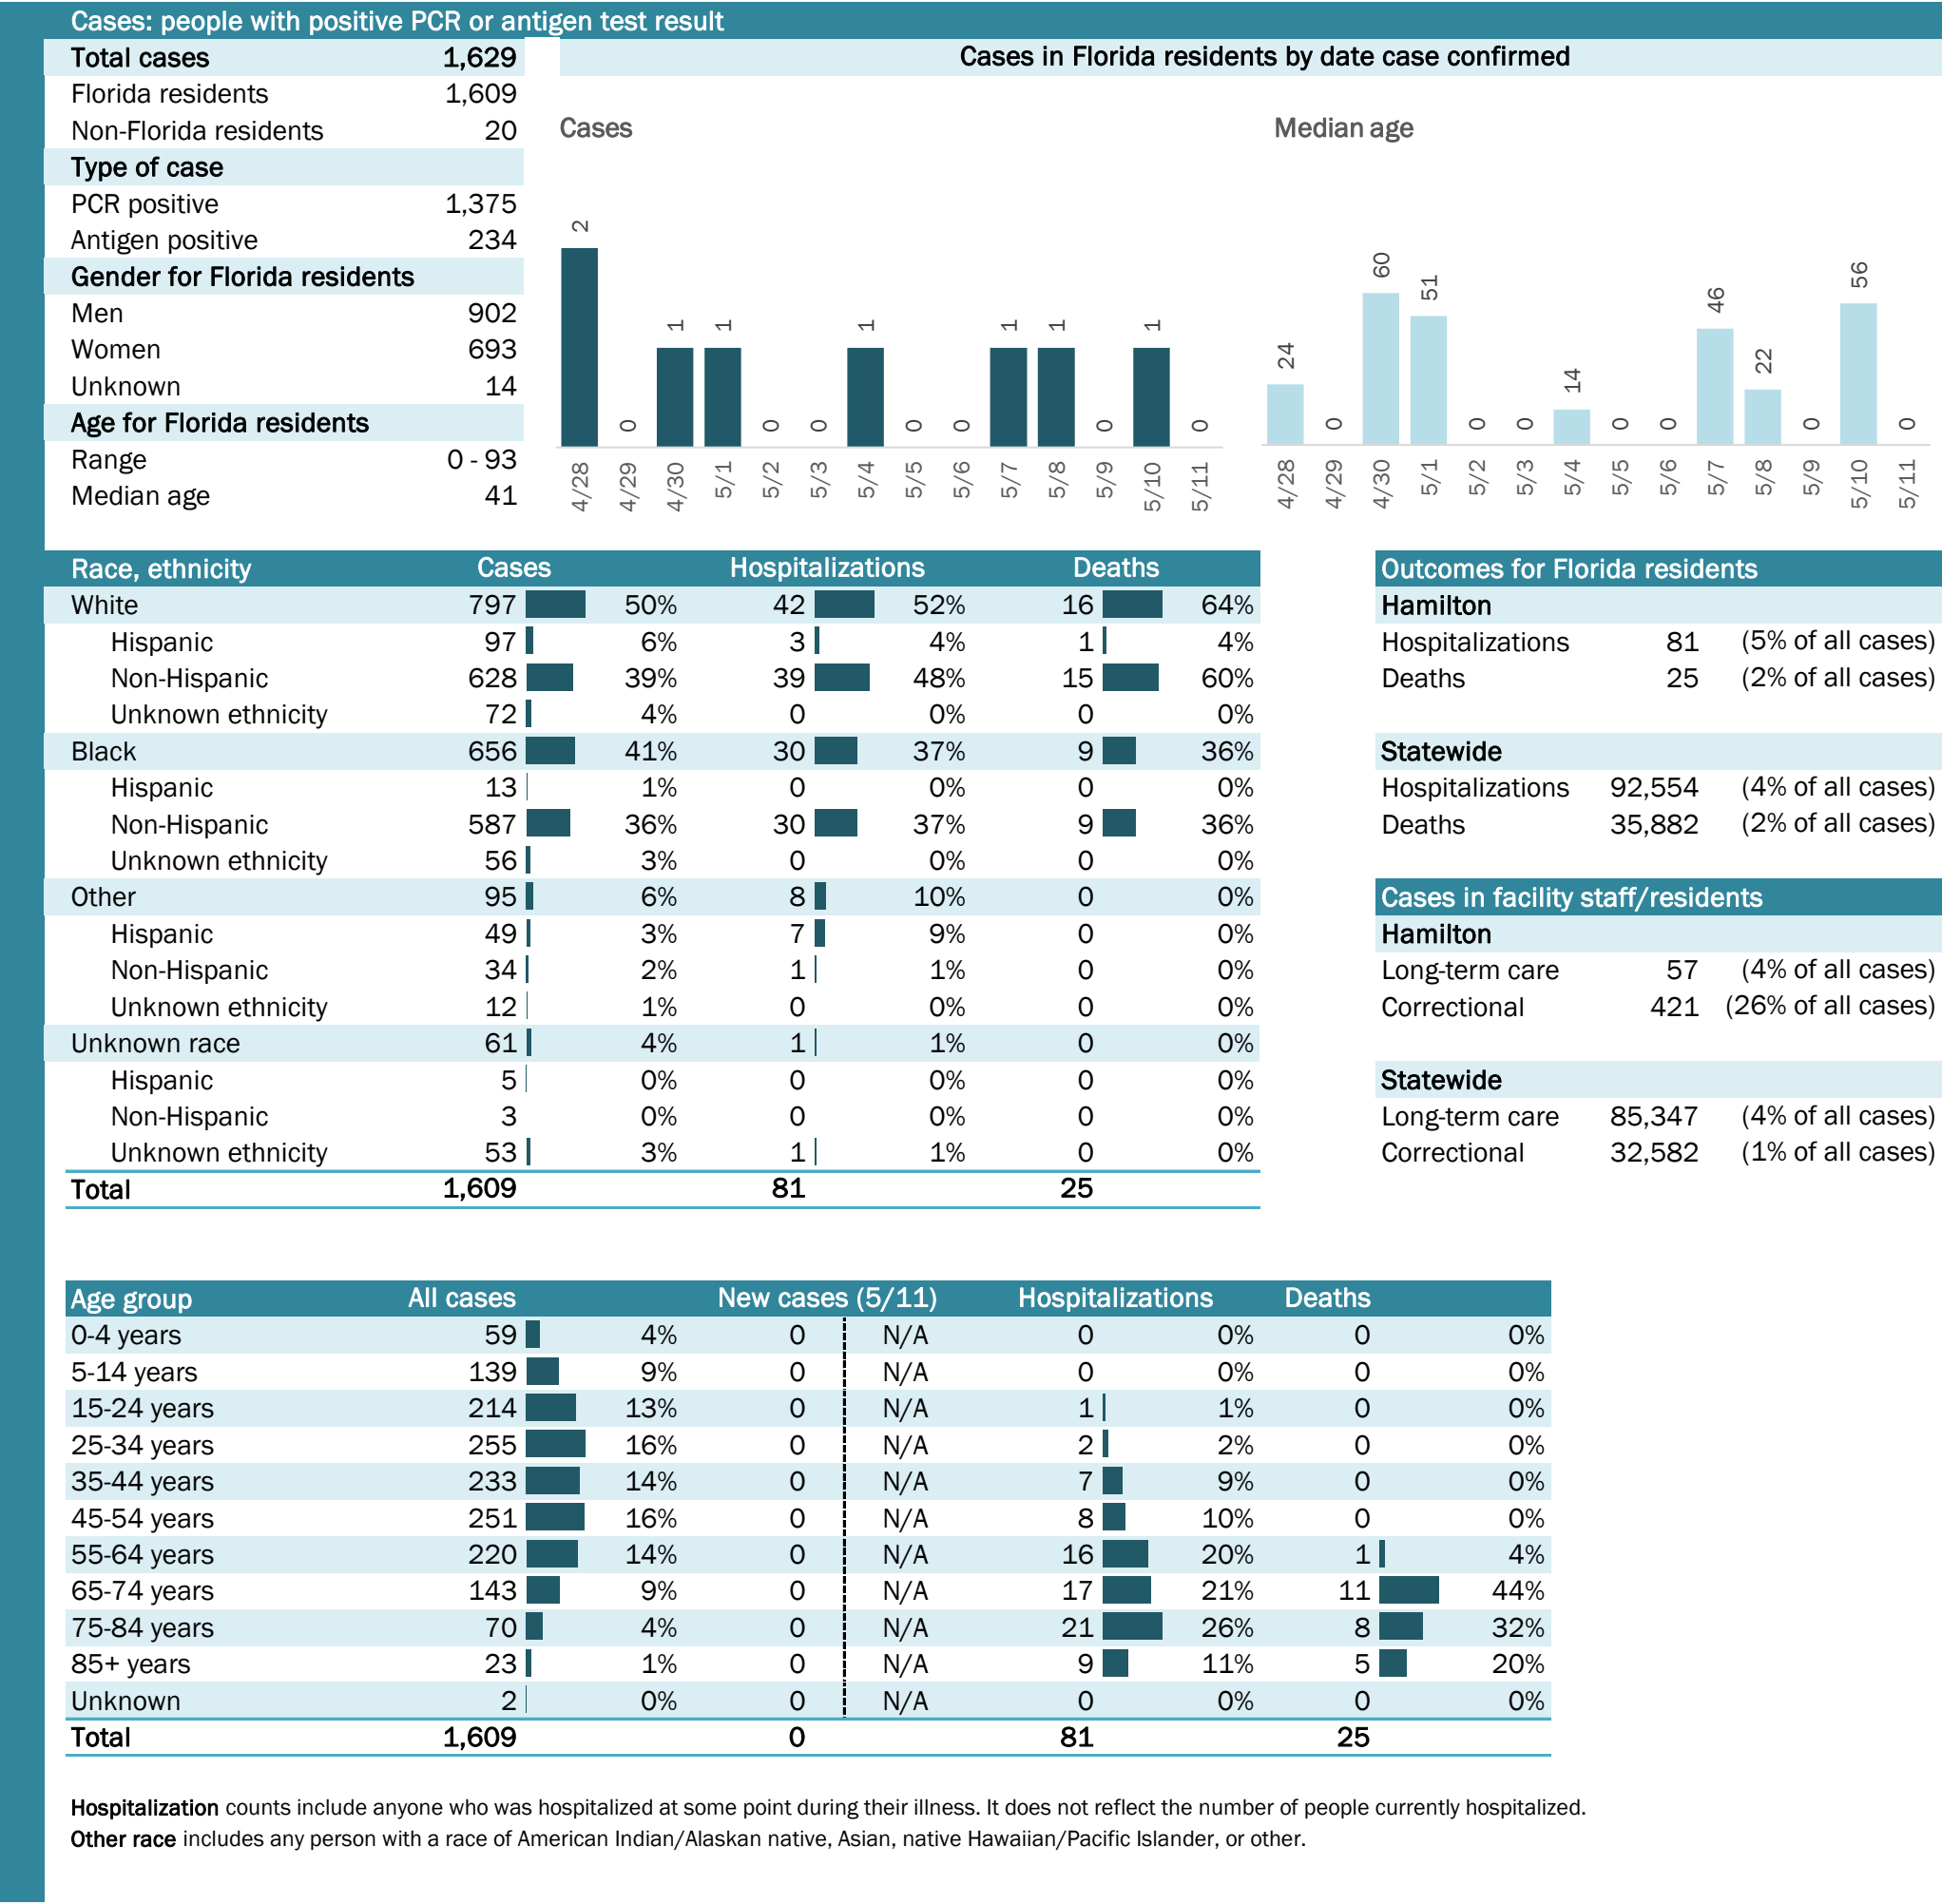 Cases: people with positive PCR or antigen test result
Total cases 1,629
Florida residents 1,609
Non-Florida residents 20
Type of case
PCR positive 1,375
Antigen positive 234
Gender for Florida residents
Men 902
Women 693
Unknown 14
Age for Florida residents
Range 0 - 93
Median age 41
Cases in Florida residents by date case confirmed
Cases
2 0 1 1 0 0 1 0 0 1 1 0 1 0
4/28 4/29 4/30 5/1 5/2 5/3 5/4 5/5 5/6 5/7 5/8 5/9 5/10 5/11
Median age
24 0 60 51 0 0 14 0 0 46 22 0 56 0
4/28 4/29 4/30 5/1 5/2 5/3 5/4 5/5 5/6 5/7 5/8 5/9 5/10 5/11
Race, ethnicity Cases Hospitalizations Deaths
White 797 50% 42 52% 16 64%
Hispanic 97 6% 3 4% 1 4%
Non-Hispanic 628 39% 39 48% 15 60%
Unknown ethnicity 72 4% 0 0% 0 0%
Black 656 41% 30 37% 9 36%
Hispanic 13 1% 0 0% 0 0%
Non-Hispanic 587 36% 30 37% 9 36%
Unknown ethnicity 56 3% 0 0% 0 0%
Other 95 6% 8 10% 0 0%
Hispanic 49 3% 7 9% 0 0%
Non-Hispanic 34 2% 1 1% 0 0%
Unknown ethnicity 12 1% 0 0% 0 0%
Unknown race 61 4% 1 1% 0 0%
Hispanic 5 0% 0 0% 0 0%
Non-Hispanic 3 0% 0 0% 0 0%
Unknown ethnicity 53 3% 1 1% 0 0%
Total 1,609 81 25
Outcomes for Florida residents
Hamilton
Hospitalizations 81 (5% of all cases)
Deaths 25 (2% of all cases)
Statewide
Hospitalizations 92,554 (4% of all cases)
Deaths 35,882 (2% of all cases)
Cases in facility staff/residents
Hamilton
Long-term care 57 (4% of all cases)
Correctional 421 (26% of all cases)
Statewide
Long-term care 85,347 (4% of all cases)
Correctional 32,582 (1% of all cases)
Age group All cases New cases (5/11) Hospitalizations Deaths
0-4 years 59 4% 0 N/A 0 0% 0 0%
5-14 years 139 9% 0 N/A 0 0% 0 0%
15-24 years 214 13% 0 N/A 1 1% 0 0%
25-34 years 255 16% 0 N/A 2 2% 0 0%
35-44 years 233 14% 0 N/A 7 9% 0 0%
45-54 years 251 16% 0 N/A 8 10% 0 0%
55-64 years 220 14% 0 N/A 16 20% 1 4%
65-74 years 143 9% 0 N/A 17 21% 11 44%
75-84 years 70 4% 0 N/A 21 26% 8 32%
85+ years 23 1% 0 N/A 9 11% 5 20%
Unknown 2 0% 0 N/A 0 0% 0 0%
Total 1,609 0 81 25
Hospitalization counts include anyone who was hospitalized at some point during their illness. It does not reflect the number of people currently hospitalized.
Other race includes any person with a race of American Indian/Alaskan native, Asian, native Hawaiian/Pacific Islander, or other.